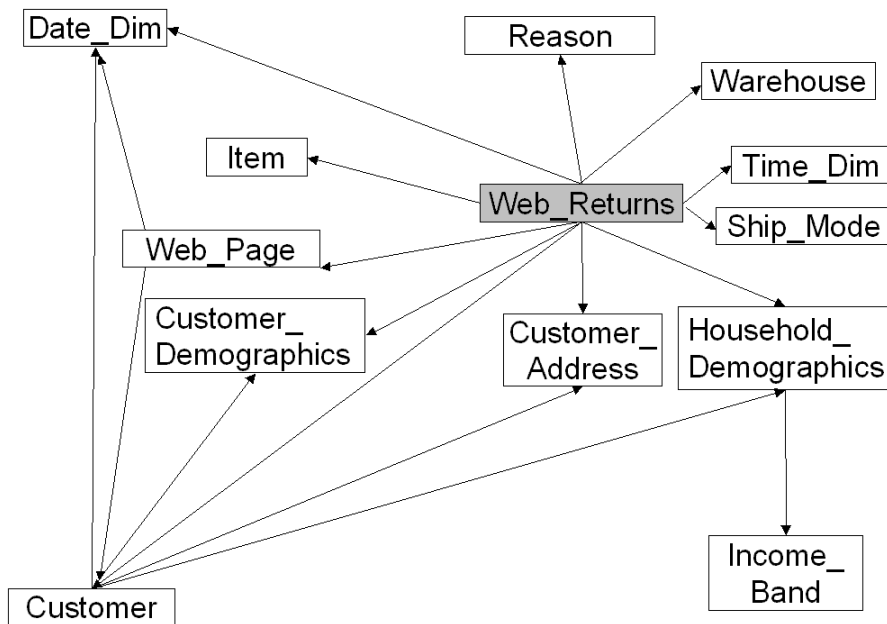 Date_Dim
Reason
Warehouse
Item
Time_Dim
Web_Returns
Ship_Mode
Web_Page
Customer_
Demographics
Customer_
Address
Household_
Demographics
Income_
Band
Customer